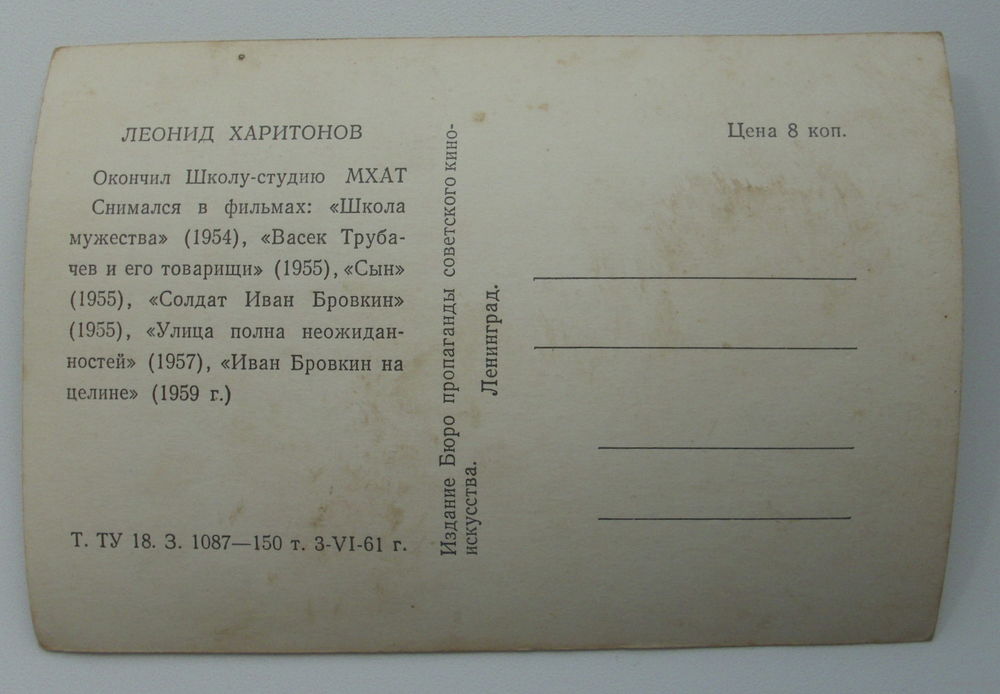 ЛЕОНИД ХАРИТОНОВ
Окончил Школу-студию МХАТ
Снимался в фильмах: «Школа
мужества» (1954), «Васек Труба-
чев и его товарищи» (1955), «Сын»
(1955), «Солдат Иван Бровкин»
(1955), «Улица полна неожидан-
ностей» (1957), «Иван Бровкин на
целине» (1959 г.)
Т. ТУ 18. З. 1087—150 т. 3-VI-61 г.
Издание Бюро пропаганды советского кино-
искусства.
Ленинград.
Цена 8 коп.